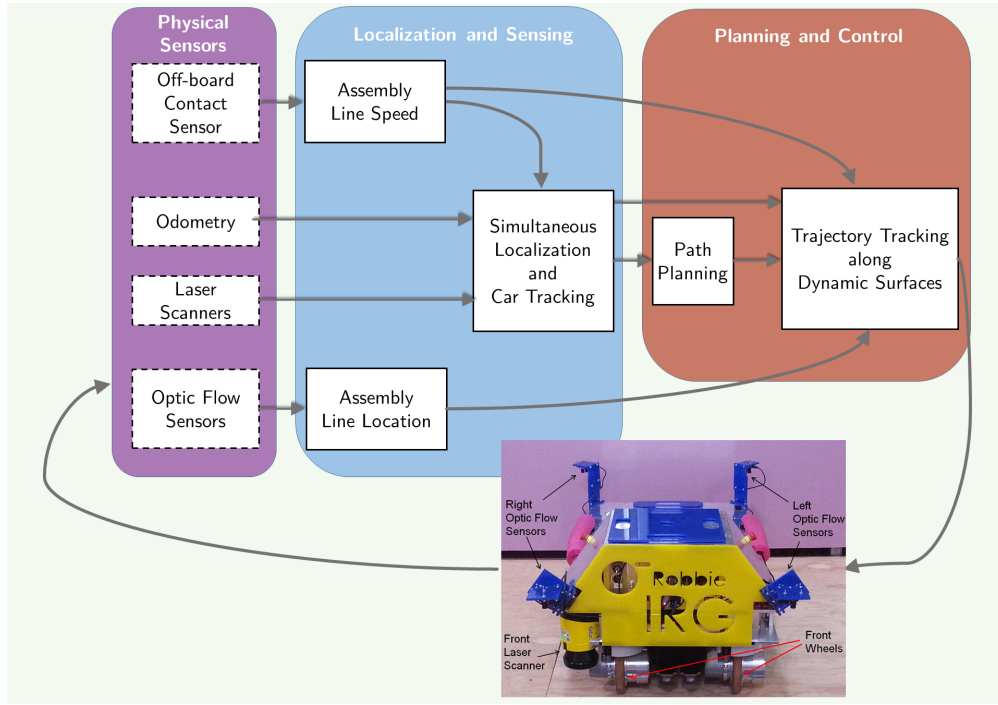 Physical
Sensors
Localization and Sensing
Planning and Control
Off-board
Contact
Sensor
Assembly
Line Speed
Odometry
Simultaneous
Localization
and
Car Tracking
Path
Planning
Trajectory Tracking
along
Dynamic Surfaces
Laser
Scanners
Optic Flow
Sensors
Assembly
Line Location
Right
Optic Flow
Sensors
Left
Optic Flow
Sensors
Robbie
IRG
Front
Laser
Scanner
Front
Wheels